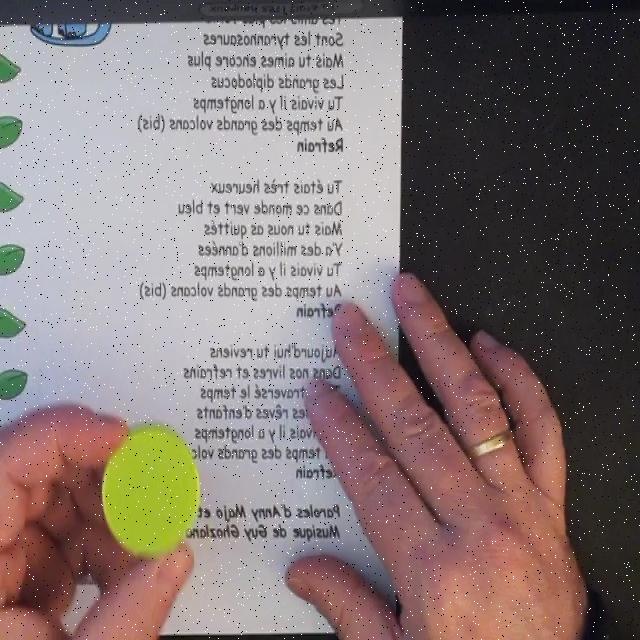 Sont les tyrannosaures
Mais tu aimes encore plus
Les grands diplodocus
Tu vivais il y a longtemps
Au temps des grands volcans (bis)
Refrain
Tu étais très heureux
Dans ce monde vert et bleu
Mais tu nous as quittés
Y'a des millions d'années
Tu vivais il y a longtemps
Au temps des grands volcans (bis)
Refrain
Aujourd'hui tu reviens
Dans nos livres et refrains
traversé le temps
rêves d'enfants
il y a longtemps
temps des grands
Refrain
Paroles d'Anny Majo et
Musique de Guy